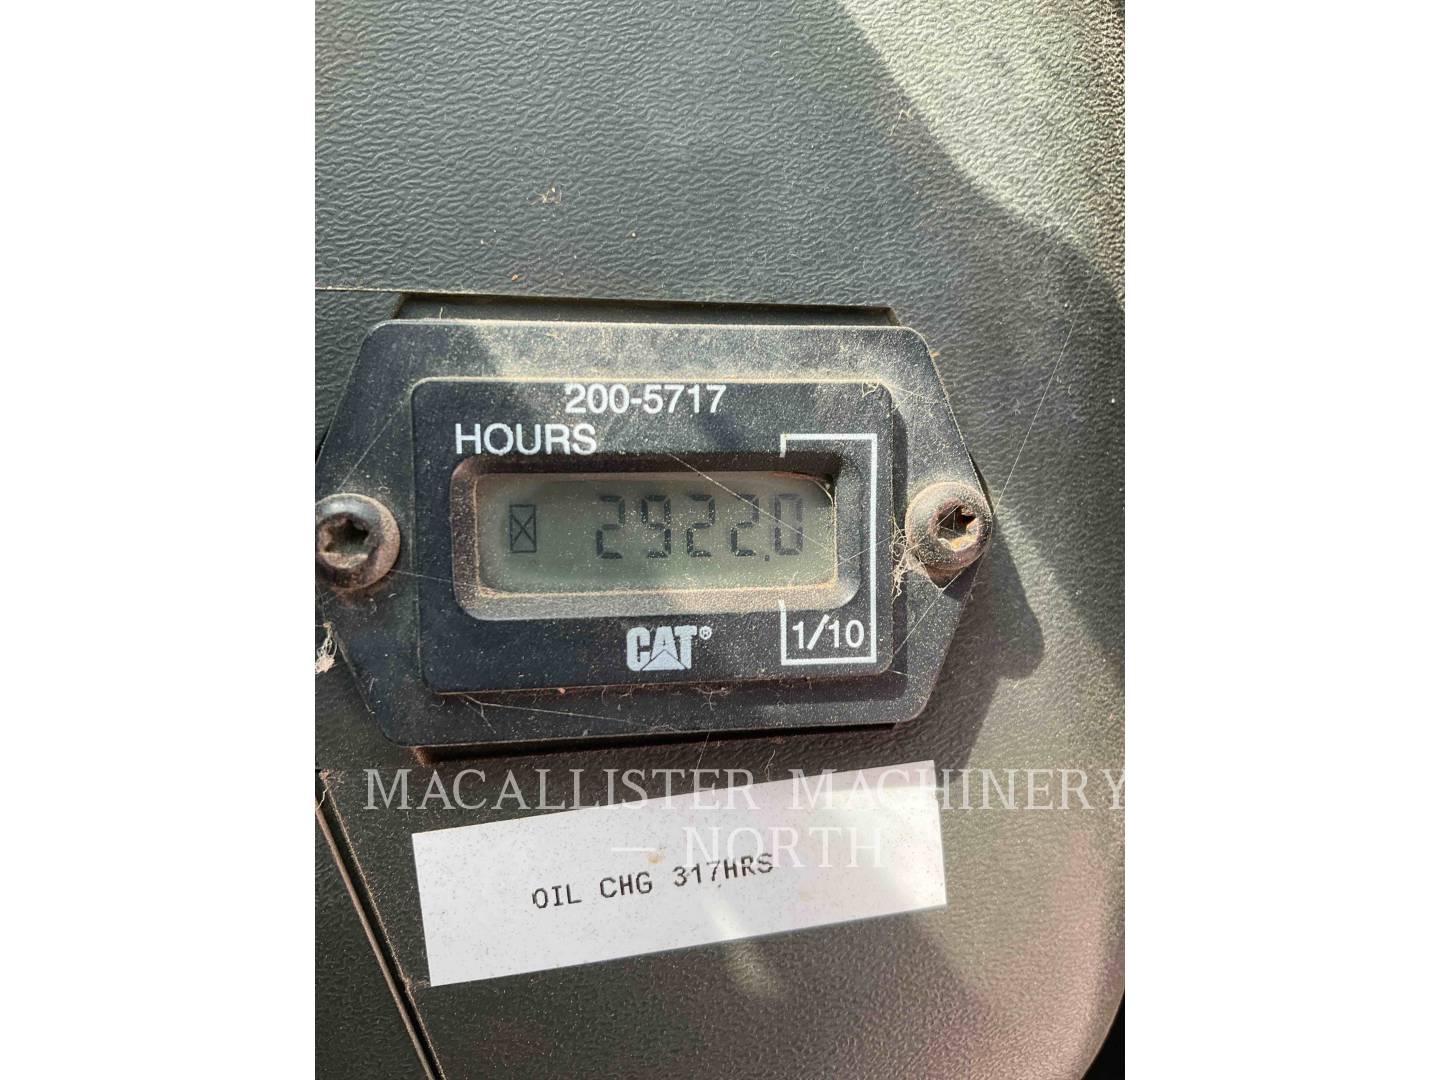 200-5717
HOURS
2922.0
CAT®
1/10
MACALLISTER MACHINERY
— NORTH
OIL CHG 317HRS